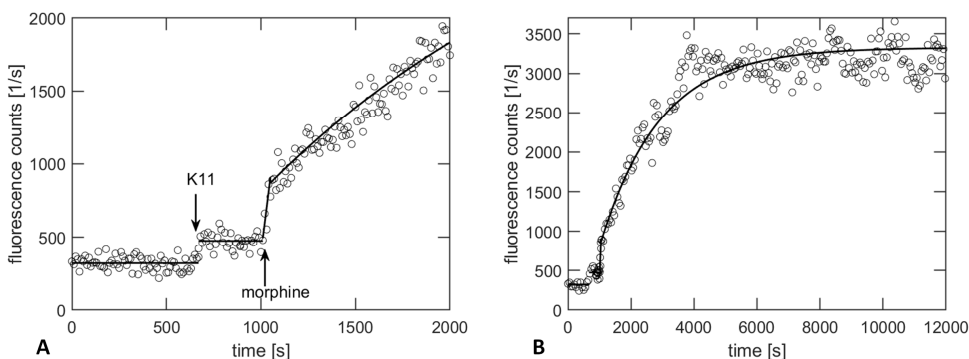 2000
1500
1000
500
0
fluorescence counts [1/s]
K11
morphine
0 500 1000 1500 2000
time [s]
A
3500
3000
2500
2000
1500
1000
500
0
fluorescence counts [1/s]
0 2000 4000 6000 8000 10000 12000
time [s]
B